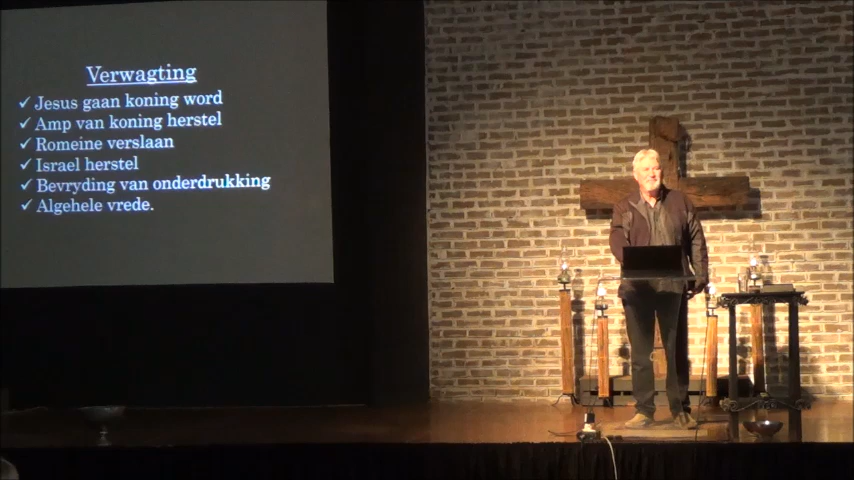 Verwagting
✓ Jesus gaan koning word
✓ Amp van koning herstel
✓ Romeine verslaan
✓ Israel herstel
✓ Bevryding van onderdrukking
✓ Algehele vrede.